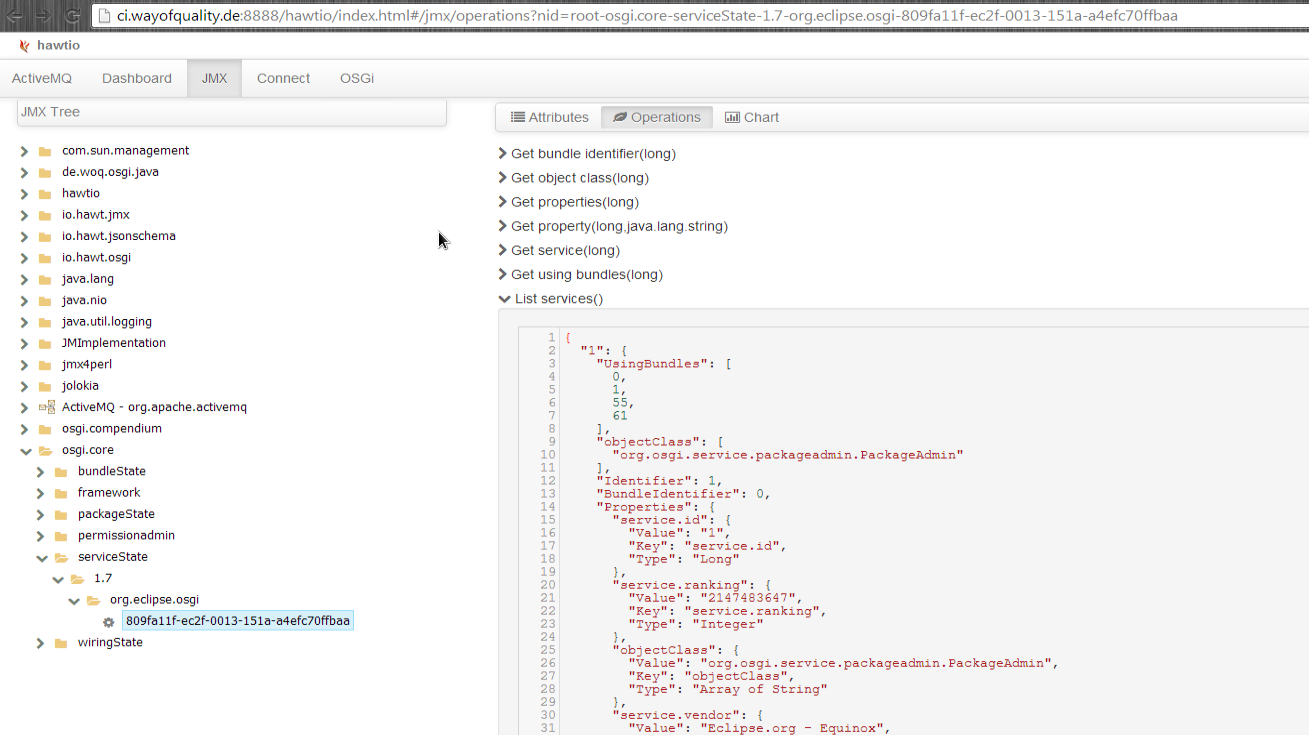 ci.wayofquality.de:8888/hawtio/index.html#/jmx/operations?nid=root-osgi.core-serviceState-1.7-org.eclipse.osgi-809fa11f-ec2f-0013-151a-a4efc70ffbaa
hawtio
ActiveMQ Dashboard JMX Connect OSGi
JMX Tree
com.sun.management
de.woq.osgi.java
hawtio
io.hawt.jmx
io.hawt.jsonschema
io.hawt.osgi
java.lang
java.nio
java.util.logging
JMImplementation
jmx4perl
jolokia
ActiveMQ - org.apache.activemq
osgi.compendium
osgi.core
bundleState
framework
packageState
permissionadmin
serviceState
1.7
org.eclipse.osgi
809fa11f-ec2f-0013-151a-a4efc70ffbaa
wiringState
Attributes Operations Chart
Get bundle identifier(long)
Get object class(long)
Get properties(long)
Get property(long,java.lang.string)
Get service(long)
Get using bundles(long)
List services()
1 {
2 "1": {
3 "UsingBundles": [
4 0,
5 1,
6 55,
7 61
8 ],
9 "objectClass": [
10 "org.osgi.service.packageadmin.PackageAdmin"
11 ],
12 "Identifier": 1,
13 "BundleIdentifier": 0,
14 "Properties": {
15 "service.id": {
16 "Value": "1",
17 "Key": "service.id",
18 "Type": "Long"
19 },
20 "service.ranking": {
21 "Value": "2147483647",
22 "Key": "service.ranking",
23 "Type": "Integer"
24 },
25 "objectClass": {
26 "Value": "org.osgi.service.packageadmin.PackageAdmin",
27 "Key": "objectClass",
28 "Type": "Array of String"
29 },
30 "service.vendor": {
31 "Value": "Eclipse.org - Equinox",